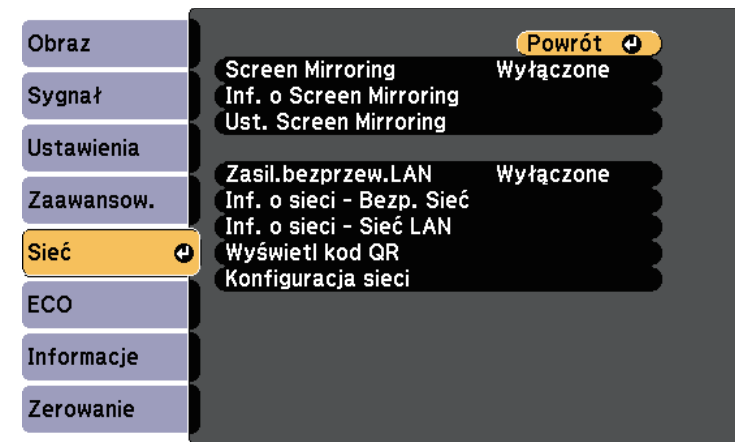 Obraz
Sygnał
Ustawienia
Zaawansow.
Sieć
ECO
Informacje
Zerowanie
Powrót
Screen Mirroring Wyłączone
Inf. o Screen Mirroring
Ust. Screen Mirroring
Zasil.bezprzew.LAN Wyłączone
Inf. o sieci - Bezp. Sieć
Inf. o sieci - Sieć LAN
Wyświetl kod QR
Konfiguracja sieci